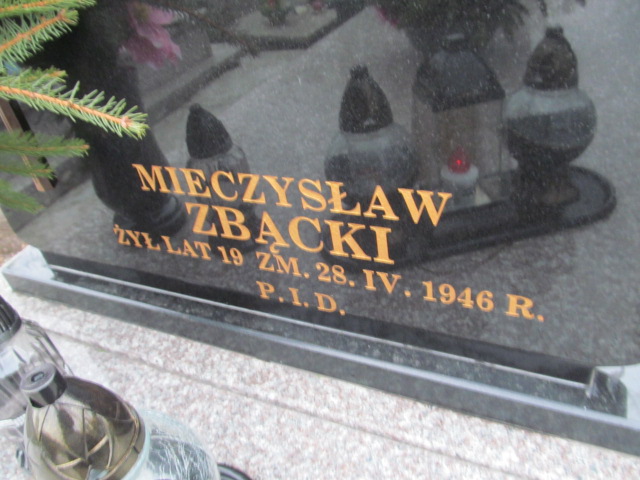 MIECZYSŁAW
ZBĄCKI
ŻYŁ LAT 19 ZM. 28. IV. 1946 R.
P. I. D.